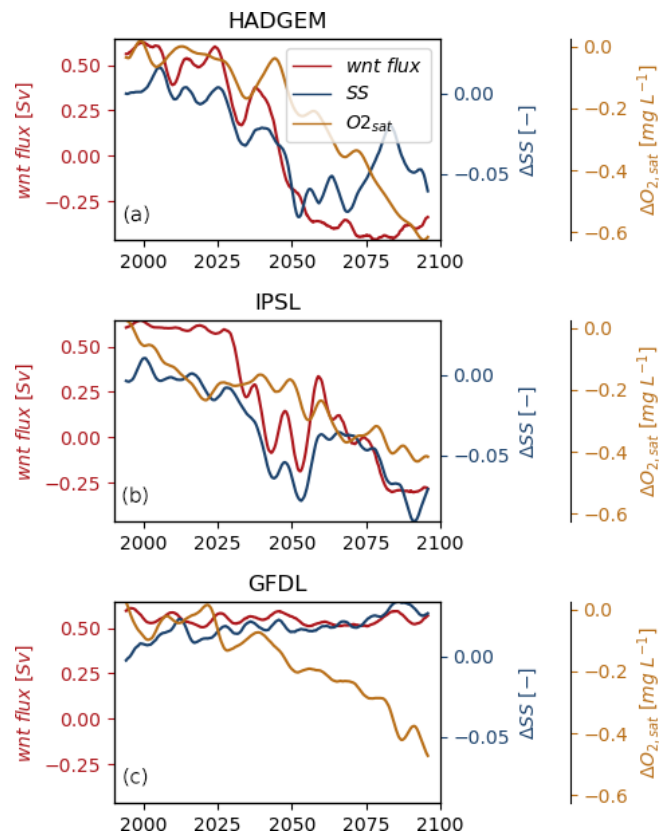 HADGEM
wnt flux [Sv]
0.50
0.25
0.00
−0.25
wnt flux
SS
O2sat
(a)
0.00
−0.05
ΔSS [−]
0.0
−0.2
−0.4
−0.6
ΔO2,sat [mg L−1]
2000 2025 2050 2075 2100
IPSL
wnt flux [Sv]
0.50
0.25
0.00
−0.25
(b)
0.00
−0.05
ΔSS [−]
0.0
−0.2
−0.4
−0.6
ΔO2,sat [mg L−1]
2000 2025 2050 2075 2100
GFDL
wnt flux [Sv]
0.50
0.25
0.00
−0.25
(c)
0.00
−0.05
ΔSS [−]
0.0
−0.2
−0.4
−0.6
ΔO2,sat [mg L−1]
2000 2025 2050 2075 2100